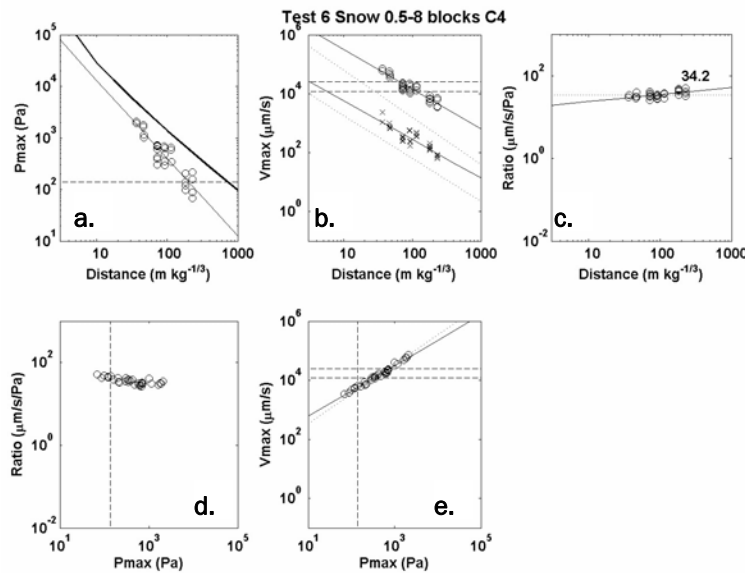 Test 6 Snow 0.5-8 blocks C4
10^5
10^4
10^3
10^2
10^1
Pmax (Pa)
a.
10 100 1000
Distance (m kg^-1/3)
10^6
10^4
10^2
10^0
Vmax (μm/s)
b.
10 100 1000
Distance (m kg^-1/3)
10^2
10^0
10^-2
Ratio (μm/s/Pa)
34.2
c.
10 100 1000
Distance (m kg^-1/3)
10^2
10^0
10^-2
Ratio (μm/s/Pa)
d.
10^1 10^3 10^5
Pmax (Pa)
10^6
10^4
10^2
10^0
Vmax (μm/s)
e.
10^1 10^3 10^5
Pmax (Pa)